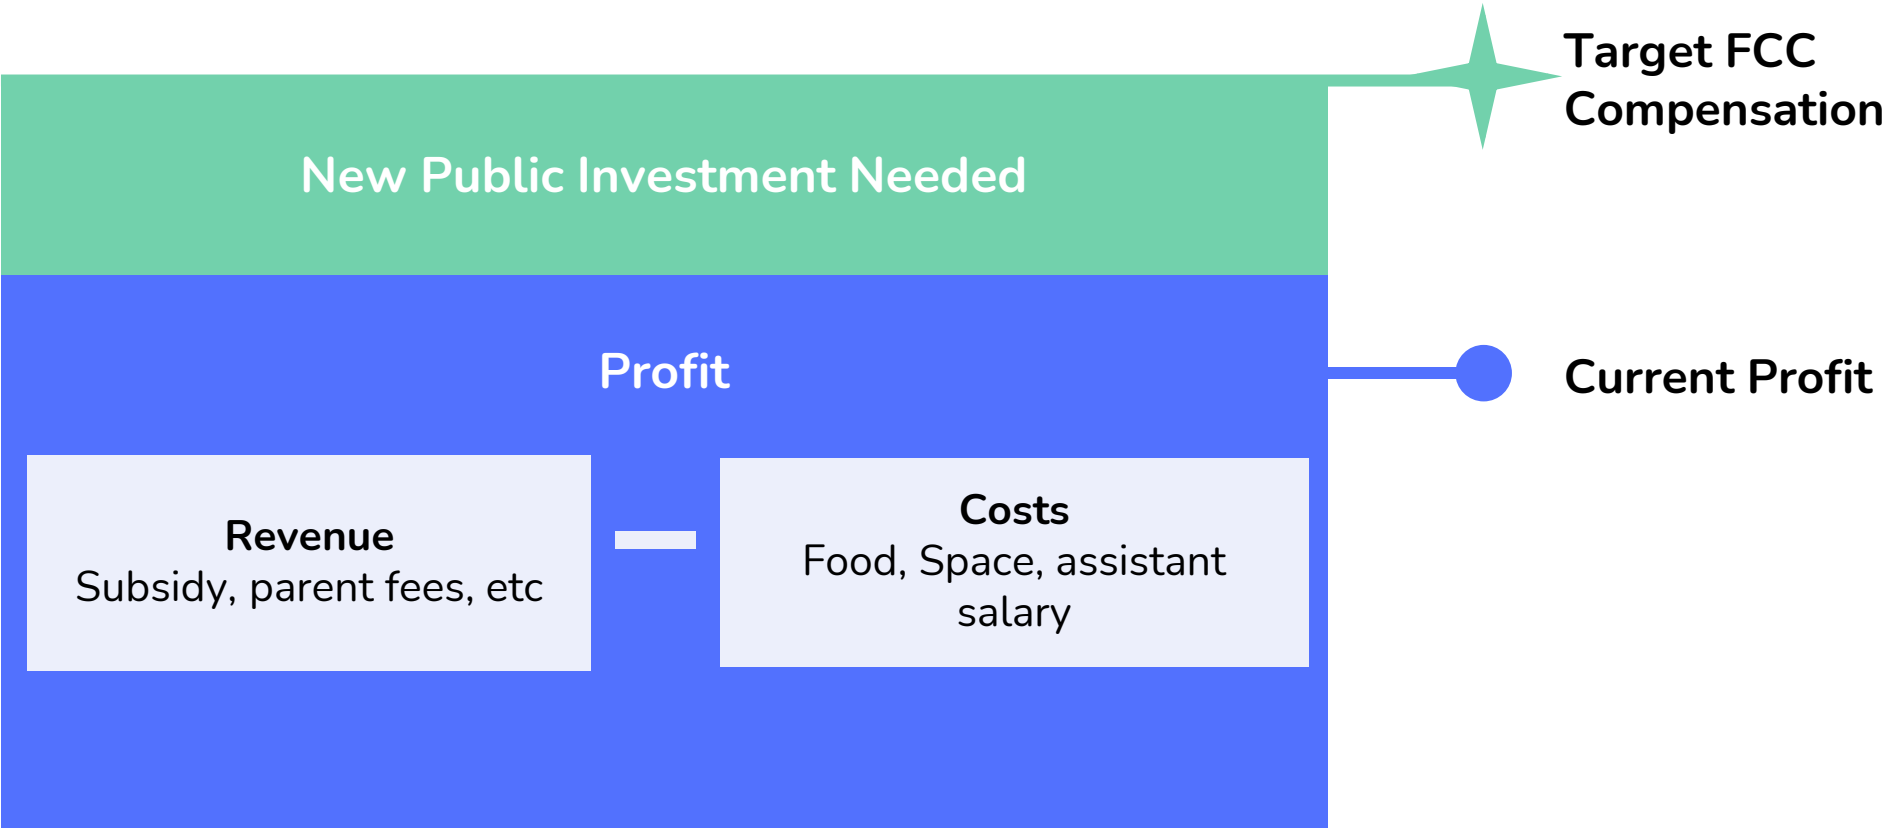 Target FCC
Compensation
New Public Investment Needed
Profit
Current Profit
Revenue
Subsidy, parent fees, etc
Costs
Food, Space, assistant
salary